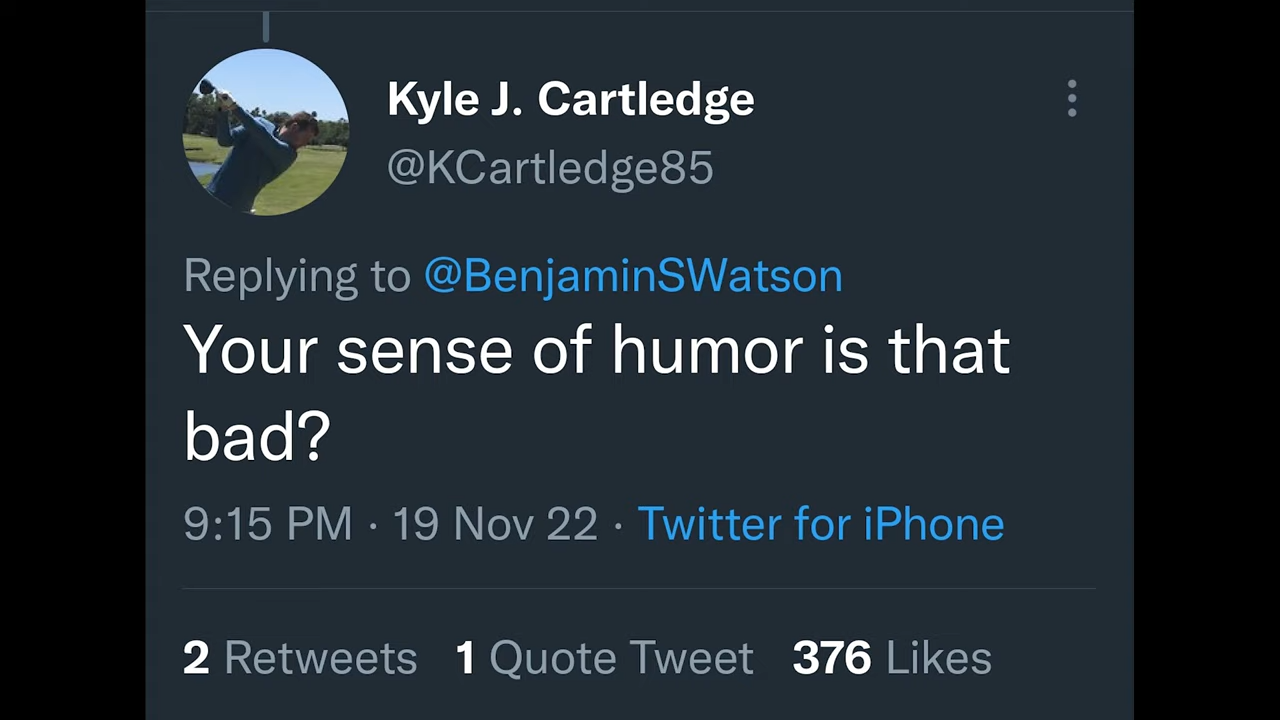 Kyle J. Cartledge
@KCartledge85
Replying to @BenjaminSWatson
Your sense of humor is that
bad?
9:15 PM · 19 Nov 22 · Twitter for iPhone
2 Retweets 1 Quote Tweet 376 Likes